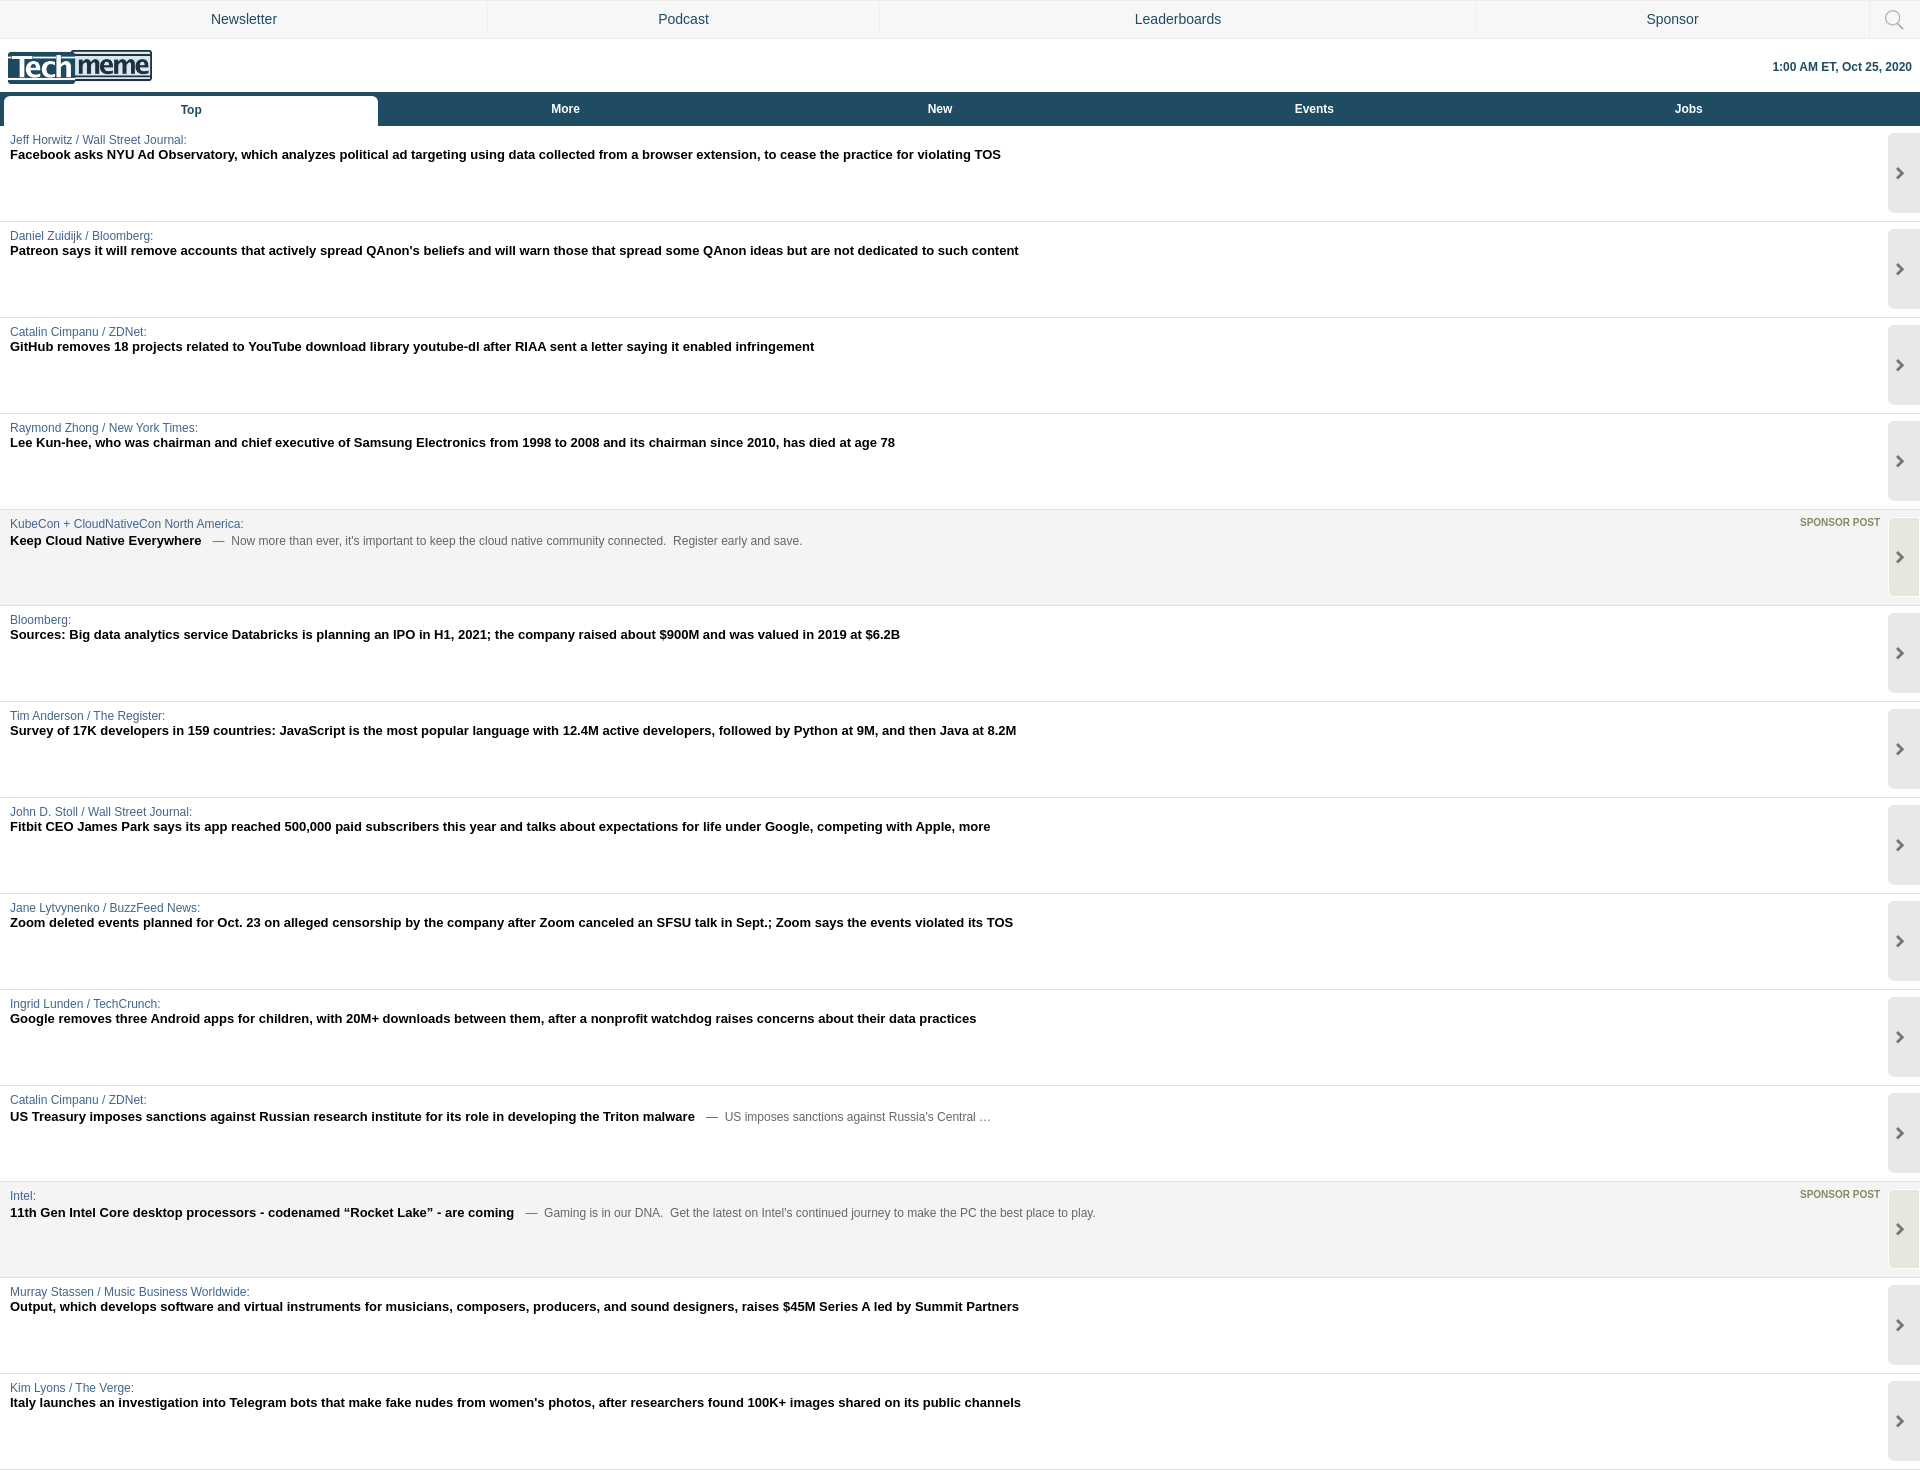 Newsletter
Podcast
Leaderboards
Sponsor
Techmeme
1:00 AM ET, Oct 25, 2020
Top
More
New
Events
Jobs
Jeff Horwitz / Wall Street Journal:
Facebook asks NYU Ad Observatory, which analyzes political ad targeting using data collected from a browser extension, to cease the practice for violating TOS
Daniel Zuidijk / Bloomberg:
Patreon says it will remove accounts that actively spread QAnon's beliefs and will warn those that spread some QAnon ideas but are not dedicated to such content
Catalin Cimpanu / ZDNet:
GitHub removes 18 projects related to YouTube download library youtube-dl after RIAA sent a letter saying it enabled infringement
Raymond Zhong / New York Times:
Lee Kun-hee, who was chairman and chief executive of Samsung Electronics from 1998 to 2008 and its chairman since 2010, has died at age 78
KubeCon + CloudNativeCon North America:
SPONSOR POST
Keep Cloud Native Everywhere — Now more than ever, it's important to keep the cloud native community connected. Register early and save.
Bloomberg:
Sources: Big data analytics service Databricks is planning an IPO in H1, 2021; the company raised about $900M and was valued in 2019 at $6.2B
Tim Anderson / The Register:
Survey of 17K developers in 159 countries: JavaScript is the most popular language with 12.4M active developers, followed by Python at 9M, and then Java at 8.2M
John D. Stoll / Wall Street Journal:
Fitbit CEO James Park says its app reached 500,000 paid subscribers this year and talks about expectations for life under Google, competing with Apple, more
Jane Lytvynenko / BuzzFeed News:
Zoom deleted events planned for Oct. 23 on alleged censorship by the company after Zoom canceled an SFSU talk in Sept.; Zoom says the events violated its TOS
Ingrid Lunden / TechCrunch:
Google removes three Android apps for children, with 20M+ downloads between them, after a nonprofit watchdog raises concerns about their data practices
Catalin Cimpanu / ZDNet:
US Treasury imposes sanctions against Russian research institute for its role in developing the Triton malware — US imposes sanctions against Russia's Central …
Intel:
SPONSOR POST
11th Gen Intel Core desktop processors - codenamed “Rocket Lake” - are coming — Gaming is in our DNA. Get the latest on Intel's continued journey to make the PC the best place to play.
Murray Stassen / Music Business Worldwide:
Output, which develops software and virtual instruments for musicians, composers, producers, and sound designers, raises $45M Series A led by Summit Partners
Kim Lyons / The Verge:
Italy launches an investigation into Telegram bots that make fake nudes from women's photos, after researchers found 100K+ images shared on its public channels